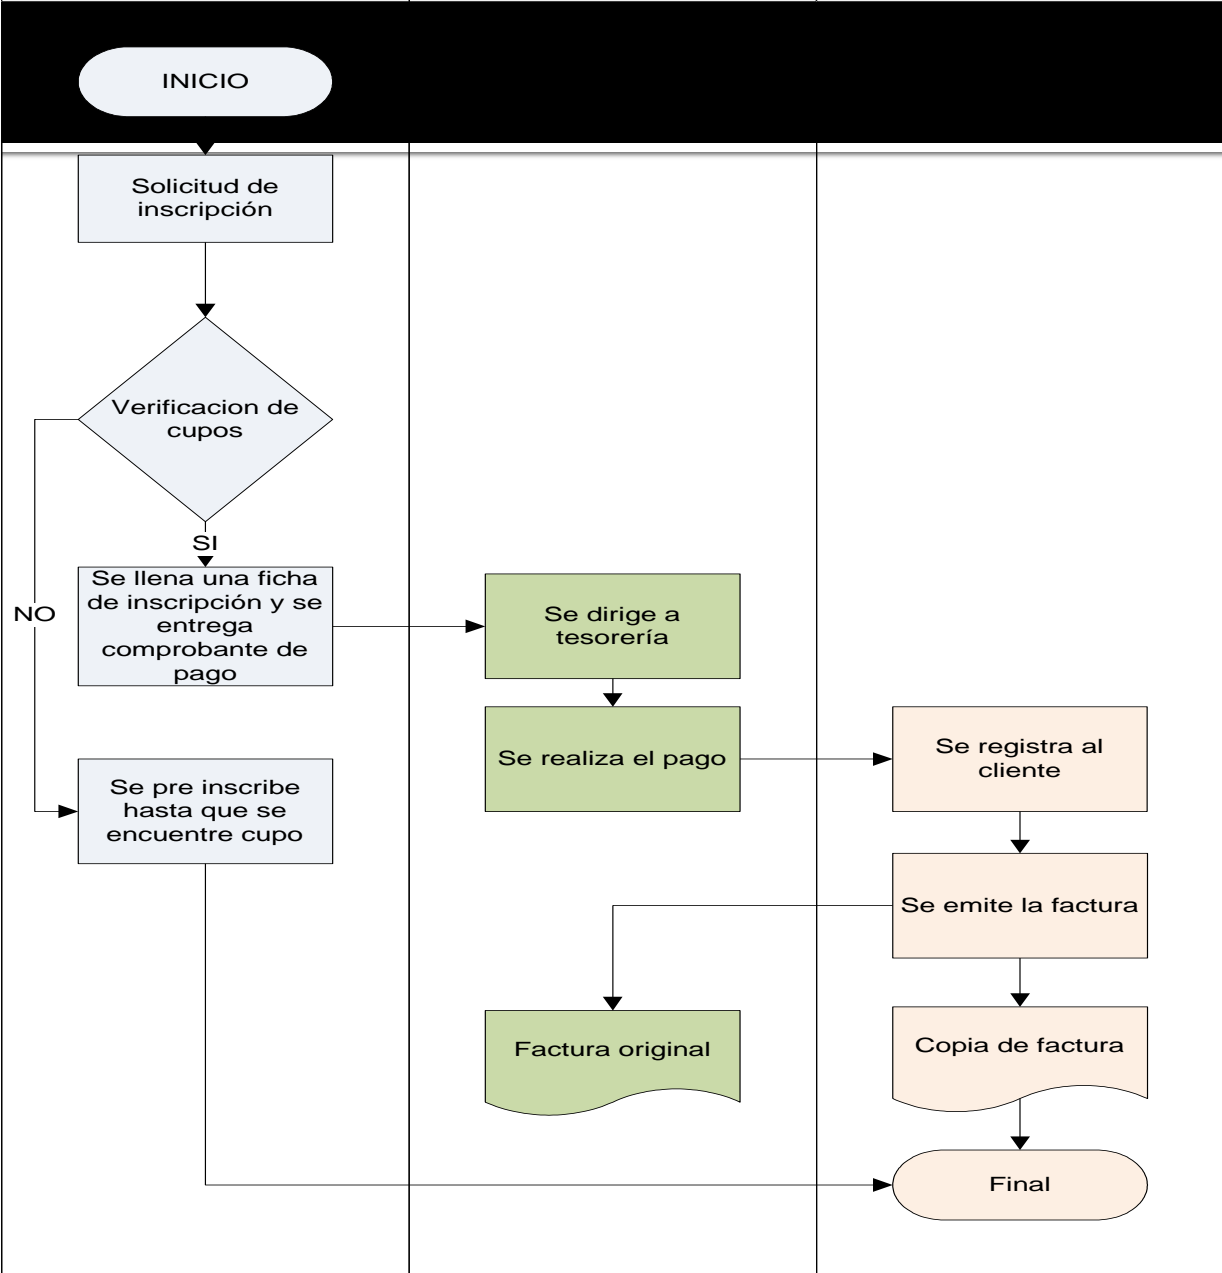 INICIO
Solicitud de
inscripción
Verificacion de
cupos
SI
NO
Se llena una ficha
de inscripción y se
entrega
comprobante de
pago
Se dirige a
tesorería
Se realiza el pago
Se registra al
cliente
Se pre inscribe
hasta que se
encuentre cupo
Se emite la factura
Factura original
Copia de factura
Final